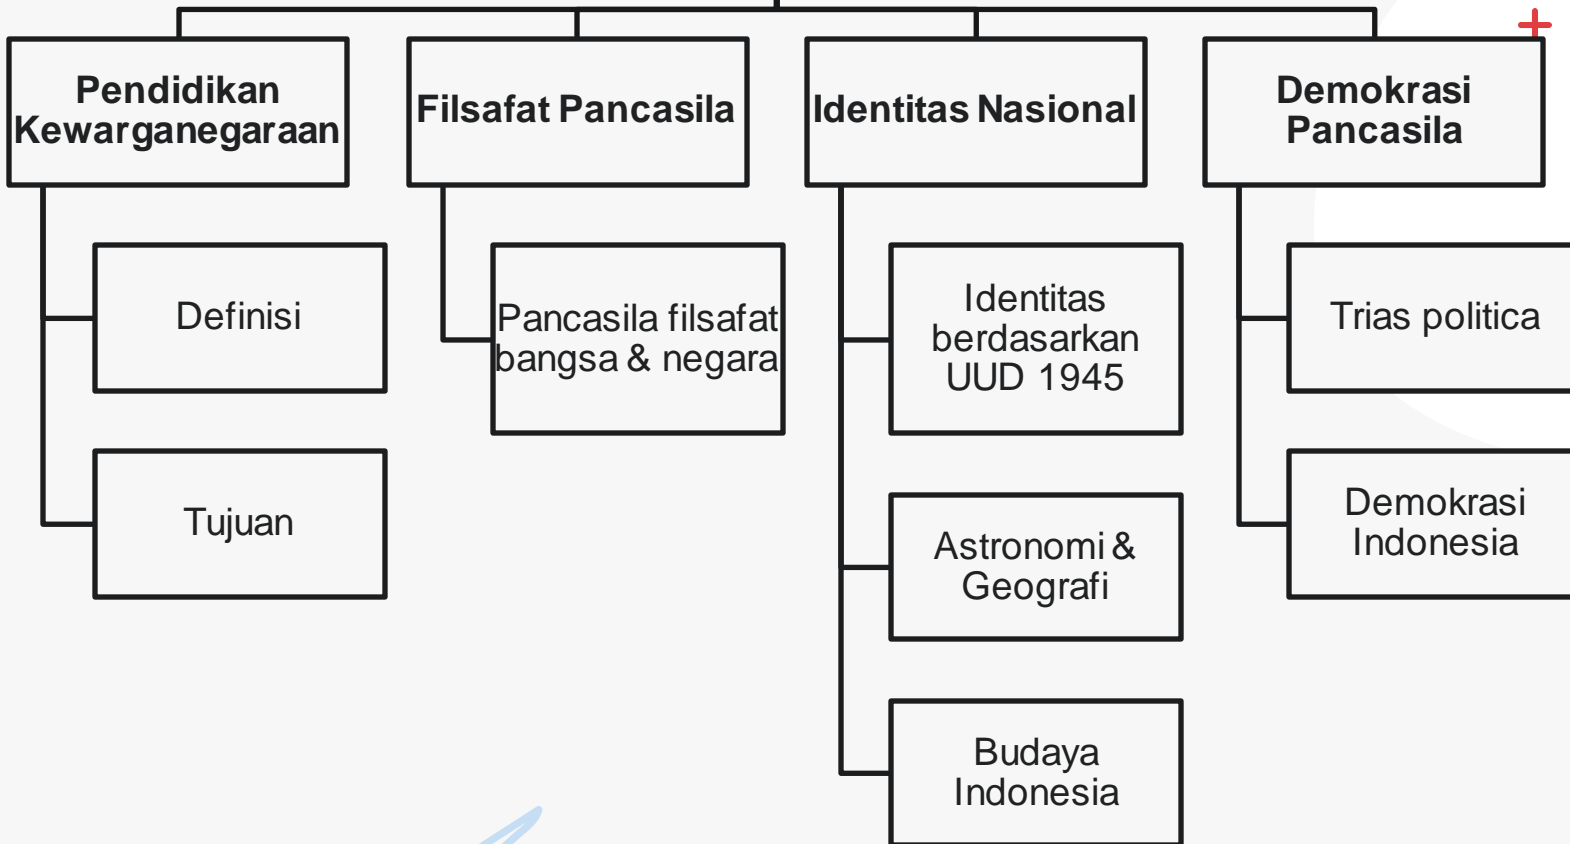 Pendidikan
Kewarganegaraan
Definisi
Tujuan
Filsafat Pancasila
Pancasila filsafat
bangsa & negara
Identitas Nasional
Identitas
berdasarkan
UUD 1945
Astronomi &
Geografi
Budaya
Indonesia
Demokrasi
Pancasila
Trias politica
Demokrasi
Indonesia